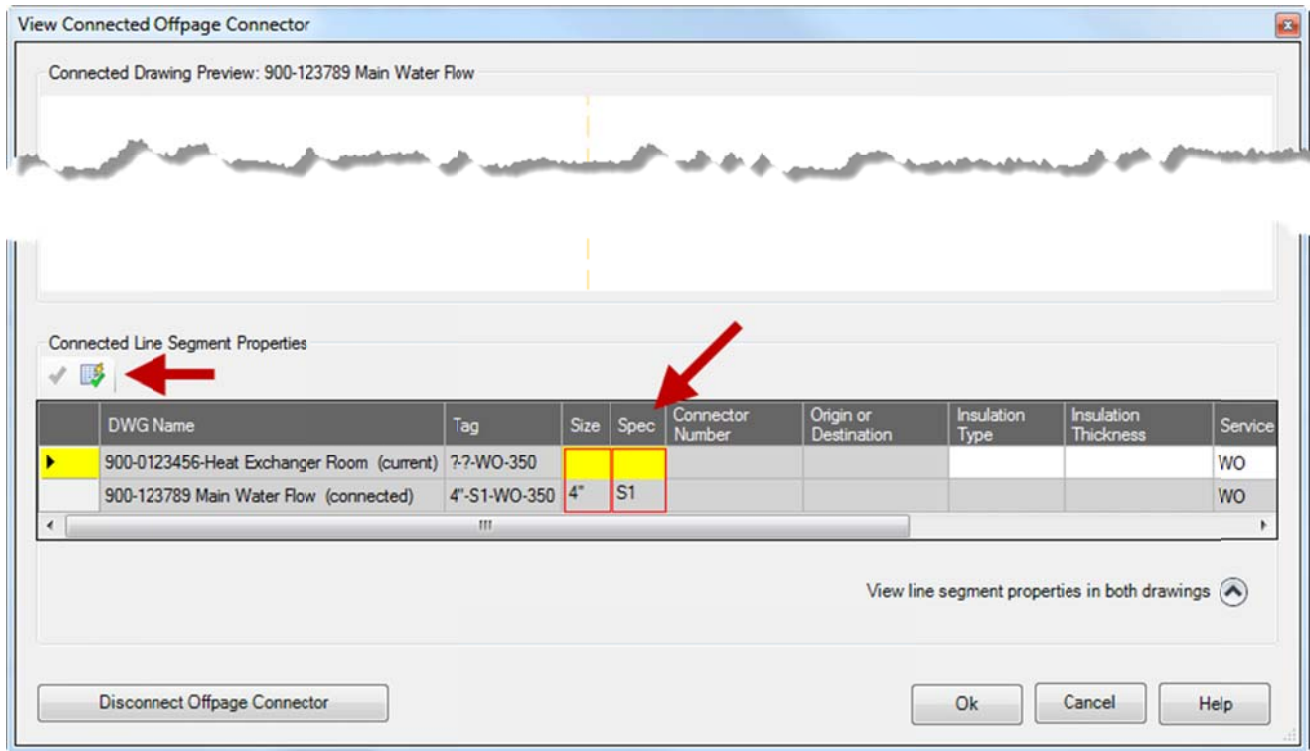 View Connected Offpage Connector
Connected Drawing Preview: 900-123789 Main Water Flow
Connected Line Segment Properties
DWG Name Tag Size Spec Connector Number Origin or Destination Insulation Type Insulation Thickness Service
900-0123456-Heat Exchanger Room (current) ?-?-WO-350 WO
900-123789 Main Water Flow (connected) 4"-S1-WO-350 4" S1 WO
View line segment properties in both drawings
Disconnect Offpage Connector Ok Cancel Help